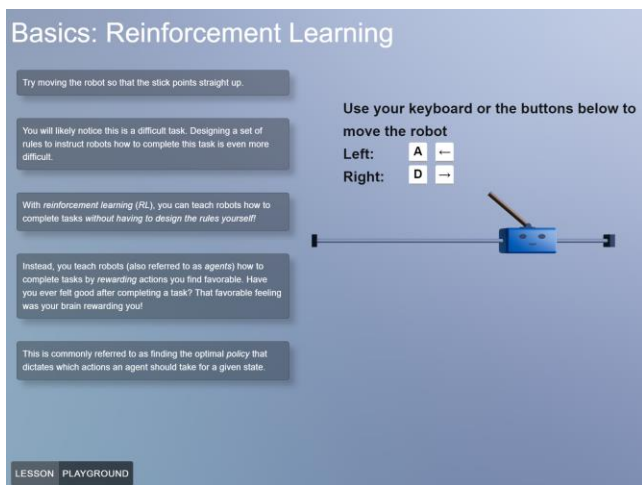 Basics: Reinforcement Learning
Try moving the robot so that the stick points straight up.
You will likely notice this is a difficult task. Designing a set of
rules to instruct robots how to complete this task is even more
difficult.
With reinforcement learning (RL), you can teach robots how to
complete tasks without having to design the rules yourself!
Instead, you teach robots (also referred to as agents) how to
complete tasks by rewarding actions you find favorable. Have
you ever felt good after completing a task? That favorable feeling
was your brain rewarding you!
This is commonly referred to as finding the optimal policy that
dictates which actions an agent should take for a given state.
Use your keyboard or the buttons below to
move the robot
Left: A ←
Right: D →
LESSON PLAYGROUND